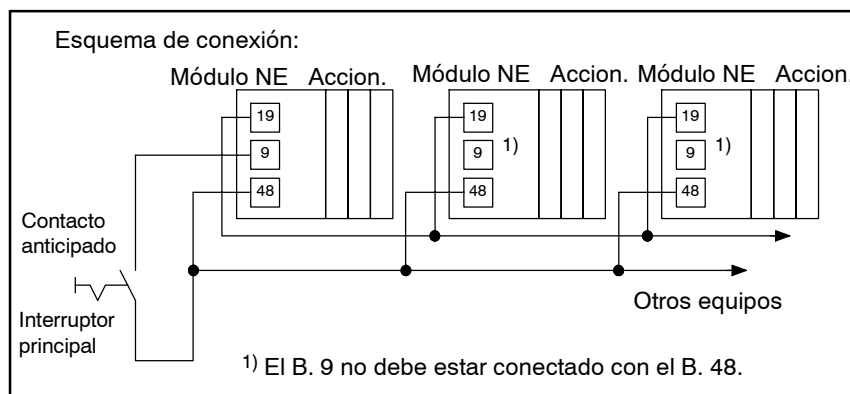 Esquema de conexión:
Módulo NE Accion. Módulo NE Accion. Módulo NE Accion.
19 19 19
9 9 1) 9 1)
48 48 48
Contacto
anticipado
Interruptor
principal
Otros equipos
1) El B. 9 no debe estar conectado con el B. 48.